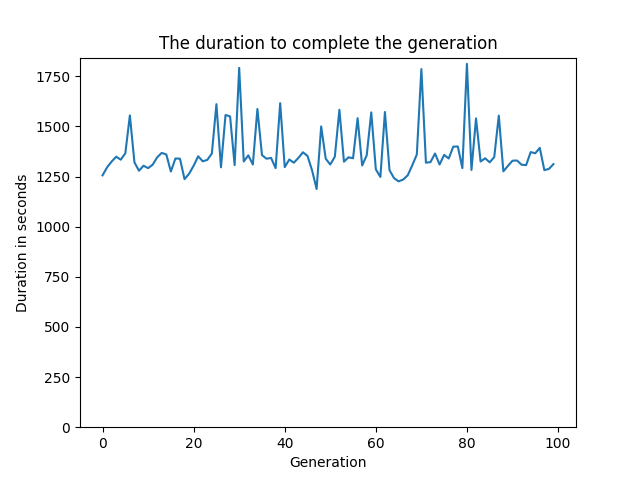 The duration to complete the generation
1750
1500
1250
1000
750
500
250
0
Duration in seconds
0 20 40 60 80 100
Generation